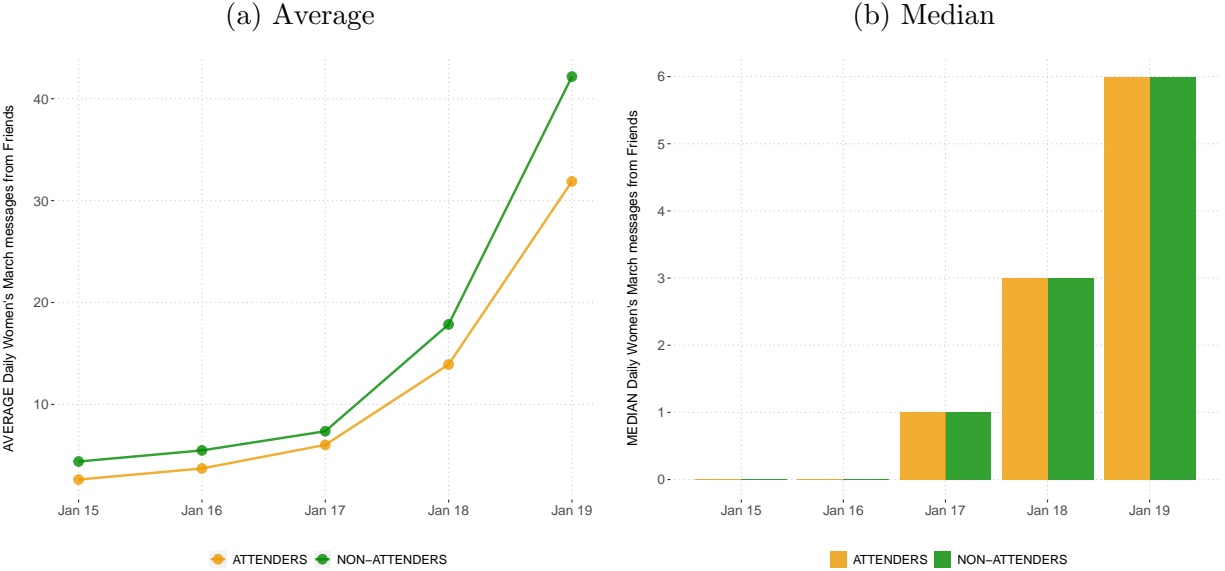 (a) Average
AVERAGE Daily Women's March messages from Friends
40
30
20
10
Jan 15 Jan 16 Jan 17 Jan 18 Jan 19
ATTENDERS NON−ATTENDERS
(b) Median
MEDIAN Daily Women's March messages from Friends
6
5
4
3
2
1
0
Jan 15 Jan 16 Jan 17 Jan 18 Jan 19
ATTENDERS NON−ATTENDERS